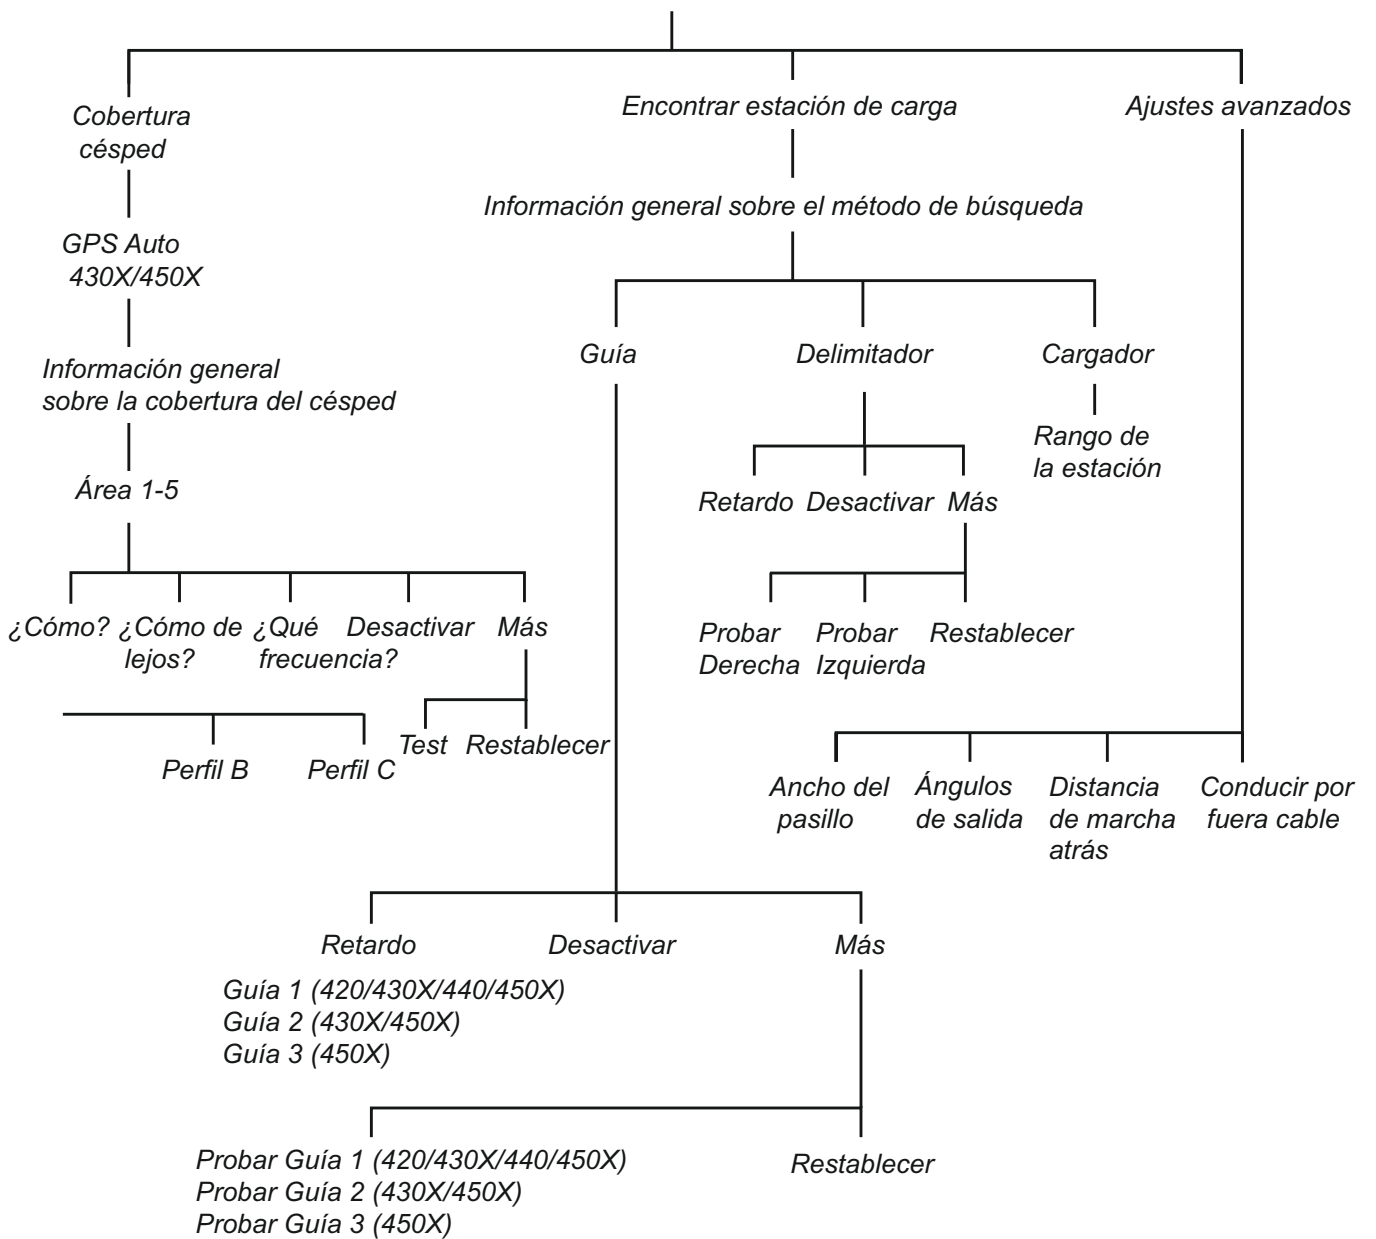 Cobertura
césped
Encontrar estación de carga
Ajustes avanzados
GPS Auto
430X/450X
Información general sobre el método de búsqueda
Información general
sobre la cobertura del césped
Guía
Delimitador
Cargador
Rango de
la estación
Área 1-5
Retardo
Desactivar
Más
¿Cómo?
¿Cómo de
lejos?
¿Qué
frecuencia?
Desactivar
Más
Probar
Derecha
Probar
Izquierda
Restablecer
Test
Restablecer
Perfil B
Perfil C
Ancho del
pasillo
Ángulos
de salida
Distancia
de marcha
atrás
Conducir por
fuera cable
Retardo
Desactivar
Más
Guía 1 (420/430X/440/450X)
Guía 2 (430X/450X)
Guía 3 (450X)
Probar Guía 1 (420/430X/440/450X)
Probar Guía 2 (430X/450X)
Probar Guía 3 (450X)
Restablecer